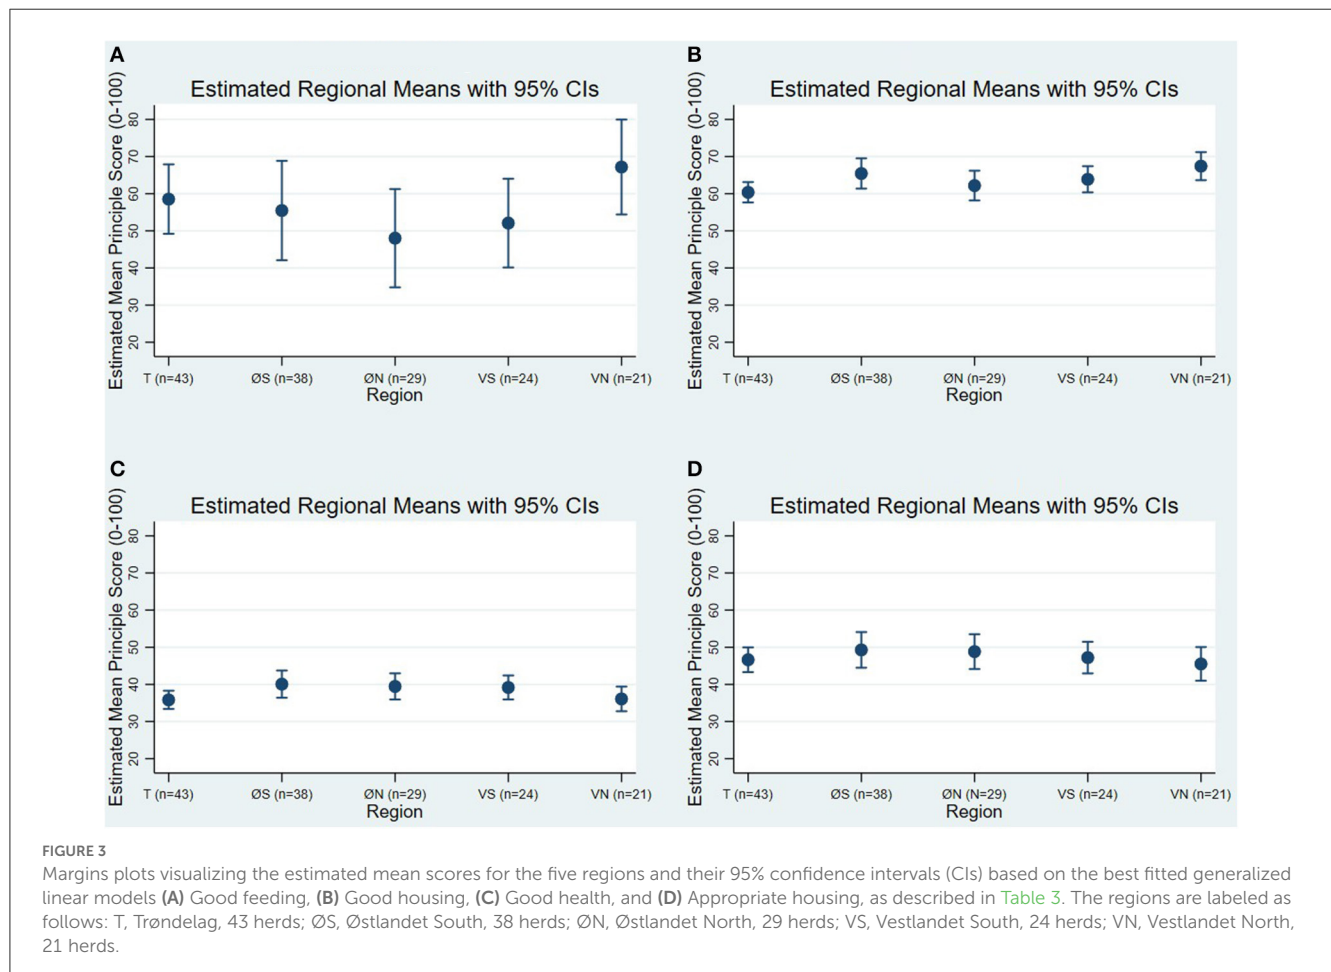 A
Estimated Regional Means with 95% CIs
Estimated Mean Principle Score (0-100)
80
70
60
50
40
30
20
T (n=43) ØS (n=38) ØN (n=29) VS (n=24) VN (n=21)
Region
B
Estimated Regional Means with 95% CIs
Estimated Mean Principle Score (0-100)
80
70
60
50
40
30
20
T (n=43) ØS (n=38) ØN (n=29) VS (n=24) VN (n=21)
Region
C
Estimated Regional Means with 95% CIs
Estimated Mean Principle Score (0-100)
80
70
60
50
40
30
20
T (n=43) ØS (n=38) ØN (n=29) VS (n=24) VN (n=21)
Region
D
Estimated Regional Means with 95% CIs
Estimated Mean Principle Score (0-100)
80
70
60
50
40
30
20
T (n=43) ØS (n=38) ØN (N=29) VS (n=24) VN (n=21)
Region
FIGURE 3
Margins plots visualizing the estimated mean scores for the five regions and their 95% confidence intervals (CIs) based on the best fitted generalized
linear models (A) Good feeding, (B) Good housing, (C) Good health, and (D) Appropriate housing, as described in Table 3. The regions are labeled as
follows: T, Trøndelag, 43 herds; ØS, Østlandet South, 38 herds; ØN, Østlandet North, 29 herds; VS, Vestlandet South, 24 herds; VN, Vestlandet North,
21 herds.